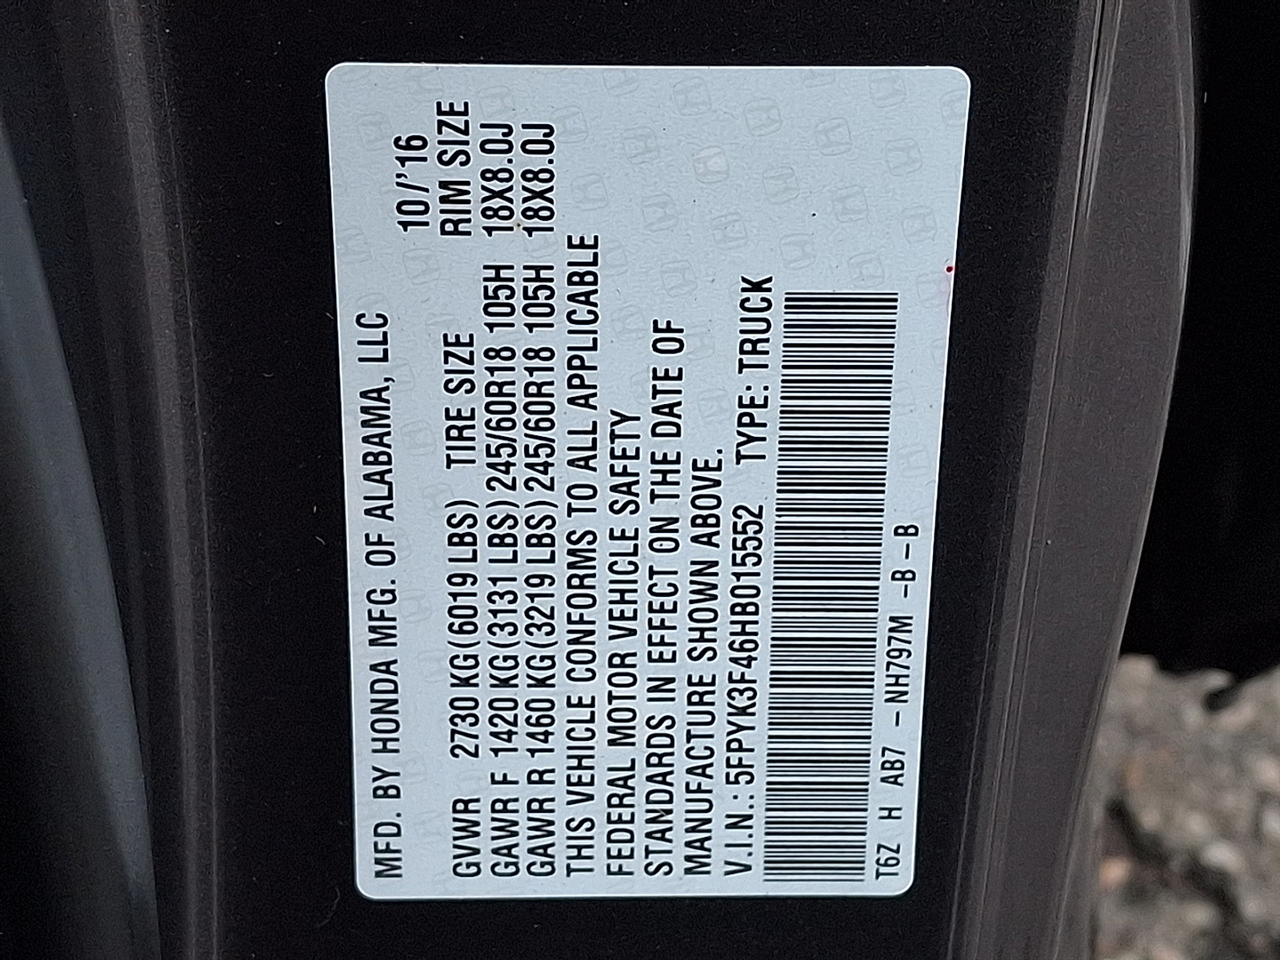 MFD. BY HONDA MFG. OF ALABAMA, LLC
10/'16
GVWR 2730 KG (6019 LBS) TIRE SIZE RIM SIZE
GAWR F 1420 KG (3131 LBS) 245/60R18 105H 18X8.0J
GAWR R 1460 KG (3219 LBS) 245/60R18 105H 18X8.0J
THIS VEHICLE CONFORMS TO ALL APPLICABLE
FEDERAL MOTOR VEHICLE SAFETY
STANDARDS IN EFFECT ON THE DATE OF
MANUFACTURE SHOWN ABOVE.
V.I.N.: 5FPYK3F46HB015552 TYPE: TRUCK
T6Z H AB7 - NH797M -B-B